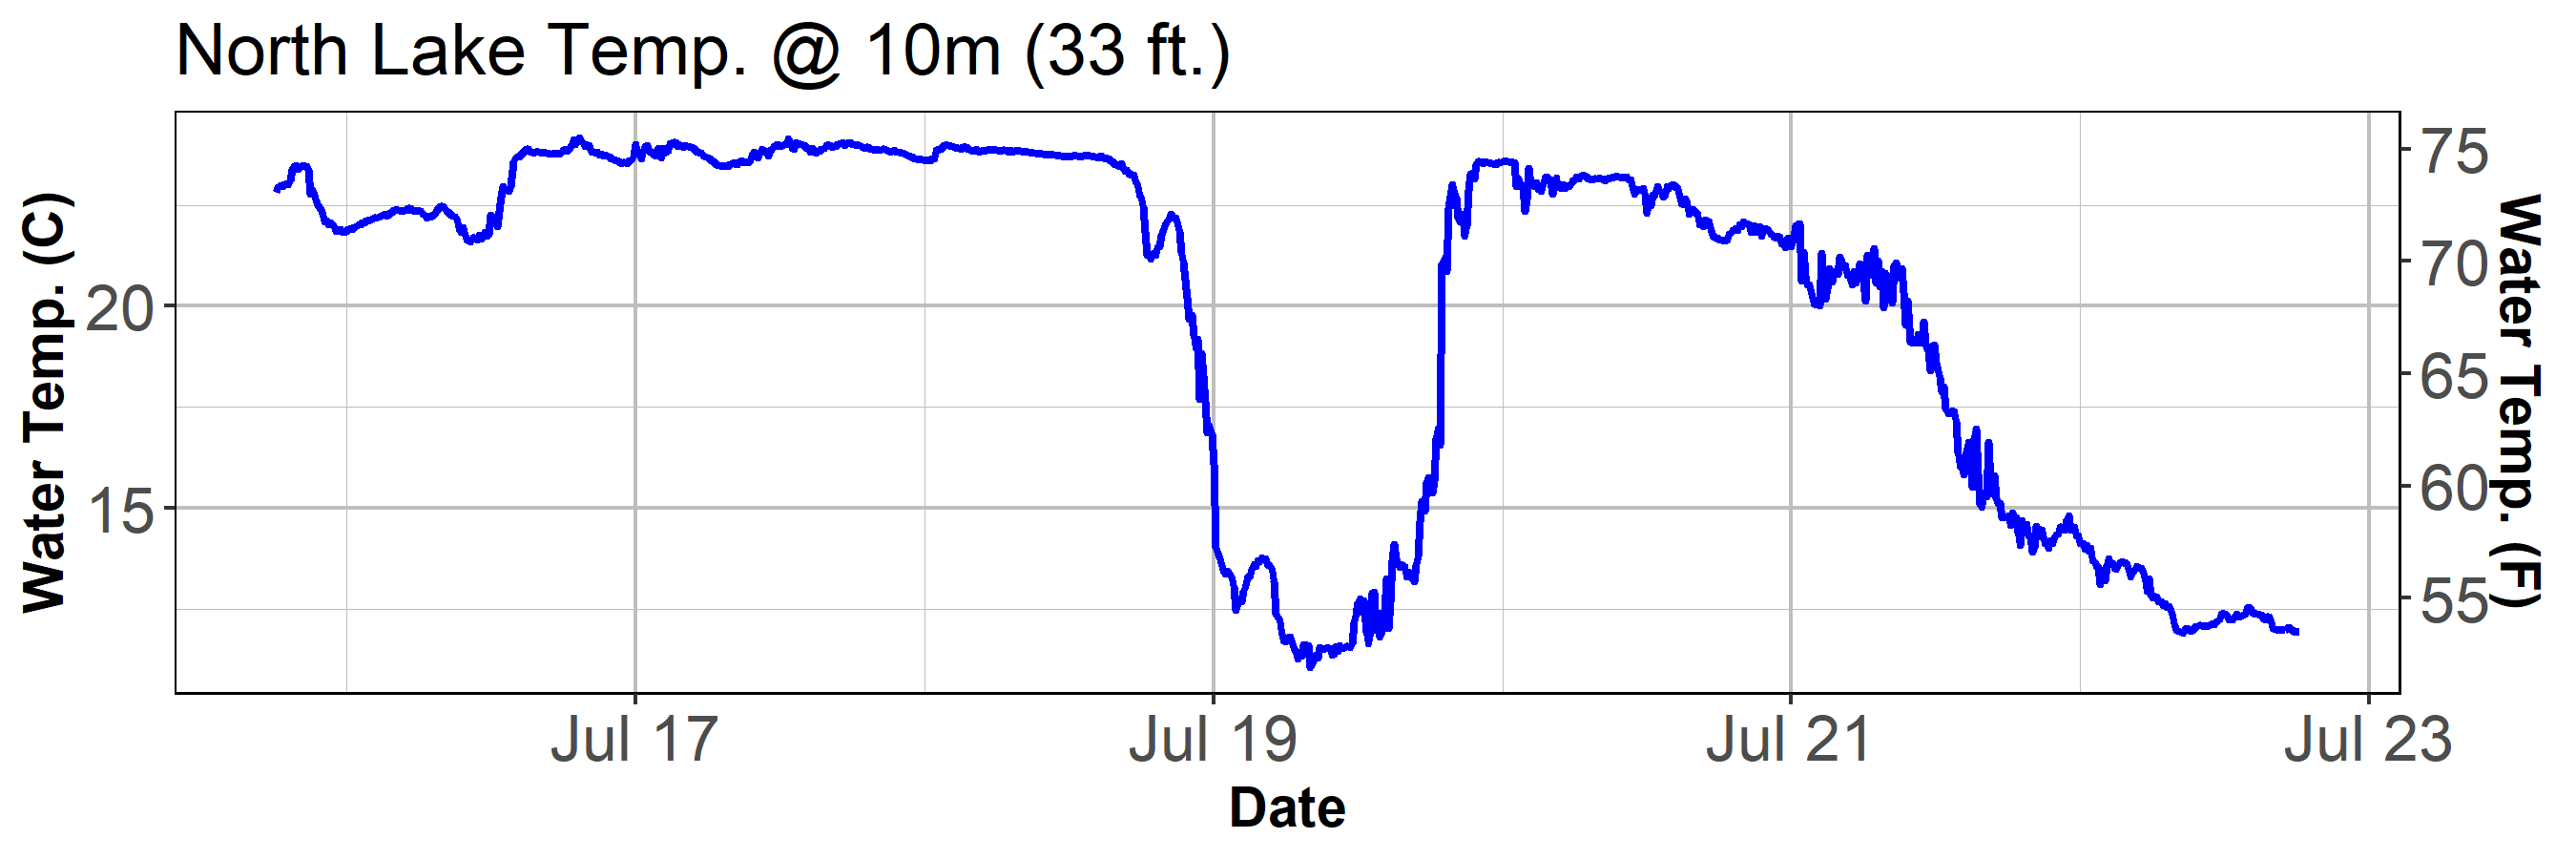 North Lake Temp. @ 10m (33 ft.)
Water Temp. (C)
20
15
75
70
65
60
55
Water Temp. (F)
Jul 17
Jul 19
Jul 21
Jul 23
Date